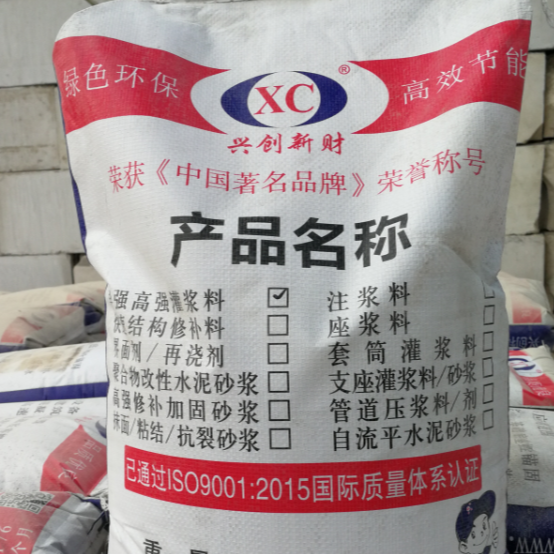 绿色环保
XC
®
高效节能
兴创新财
荣获《中国著名品牌》荣誉称号
产品名称
强高强灌浆料 ☑
注浆料 □
结构修补料 □
座浆料 □
界面剂/再浇剂 □
套筒灌浆料 □
聚合物改性水泥砂浆 □
支座灌浆料/砂浆 □
高强修补加固砂浆 □
管道压浆料/剂 □
面/粘结/抗裂砂浆 □
自流平水泥砂浆 □
已通过ISO9001:2015国际质量体系认证